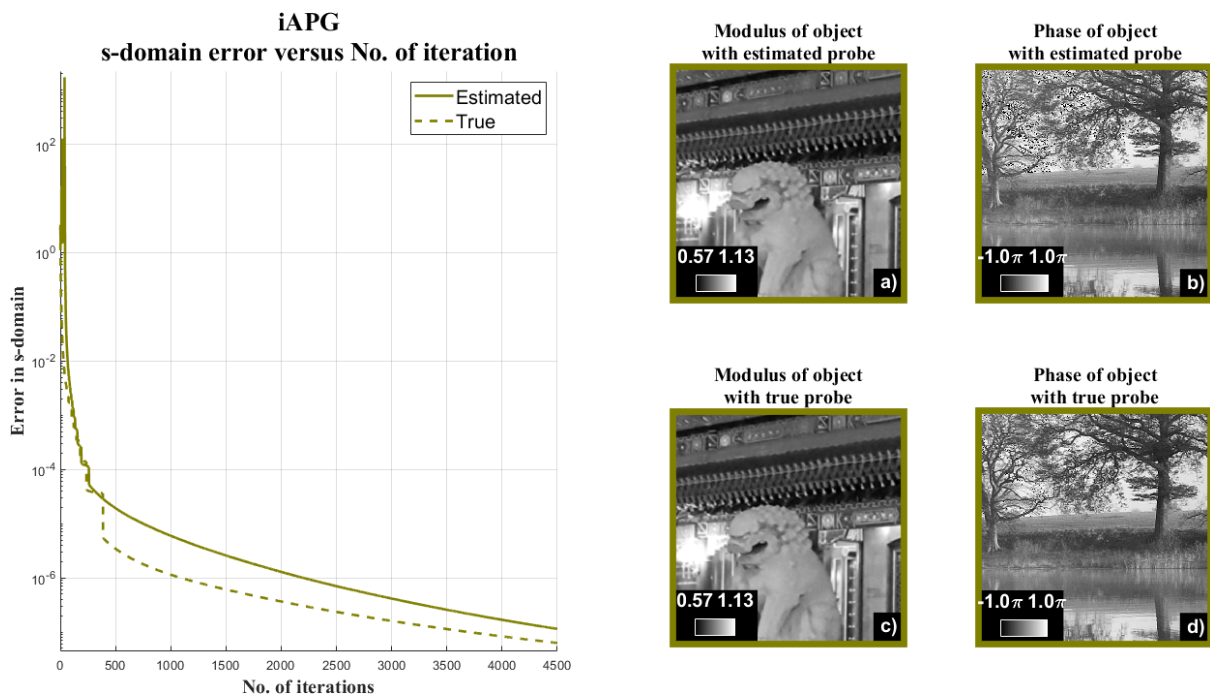 iAPG
s-domain error versus No. of iteration
Estimated
True
10^2
10^0
10^-2
10^-4
10^-6
Error in s-domain
0 500 1000 1500 2000 2500 3000 3500 4000 4500
No. of iterations
Modulus of object
with estimated probe
0.57 1.13
a)
Phase of object
with estimated probe
-1.0π 1.0π
b)
Modulus of object
with true probe
0.57 1.13
c)
Phase of object
with true probe
-1.0π 1.0π
d)